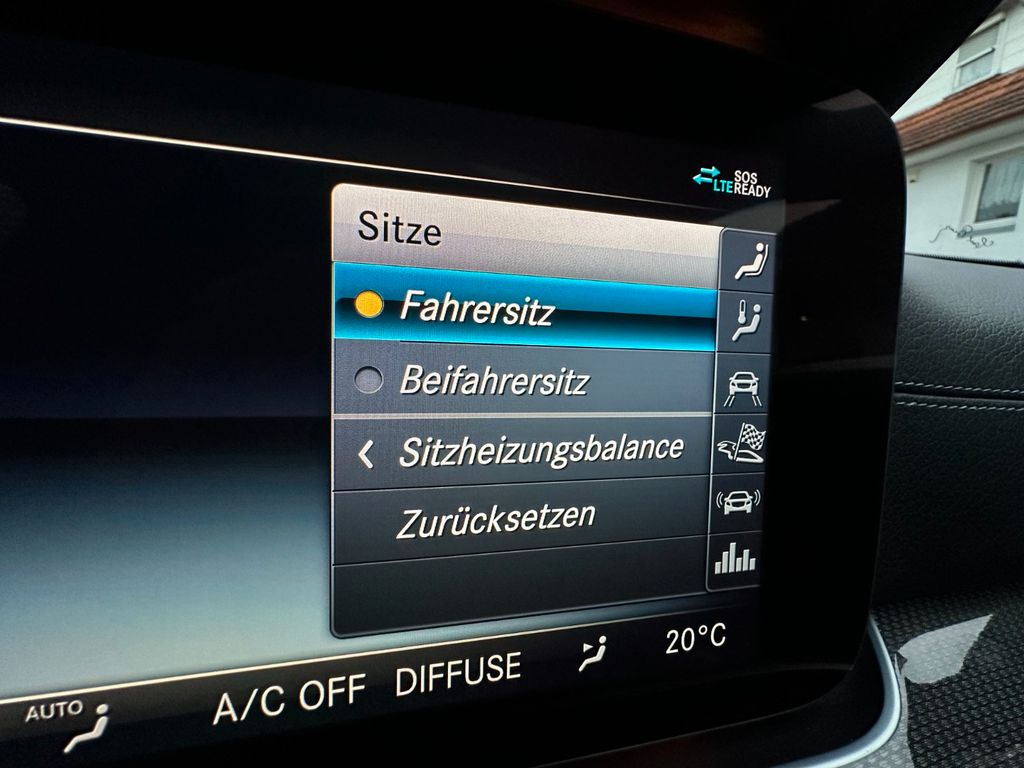 LTE SOS
READY
Sitze
Fahrersitz
Beifahrersitz
Sitzheizungsbalance
Zurücksetzen
AUTO A/C OFF DIFFUSE 20°C